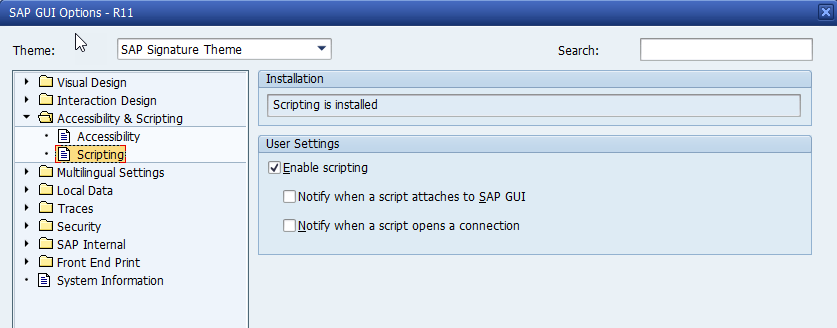 SAP GUI Options - R11
Theme: SAP Signature Theme Search:
Visual Design
Interaction Design
Accessibility & Scripting
Accessibility
Scripting
Multilingual Settings
Local Data
Traces
Security
SAP Internal
Front End Print
System Information
Installation
Scripting is installed
User Settings
Enable scripting
Notify when a script attaches to SAP GUI
Notify when a script opens a connection